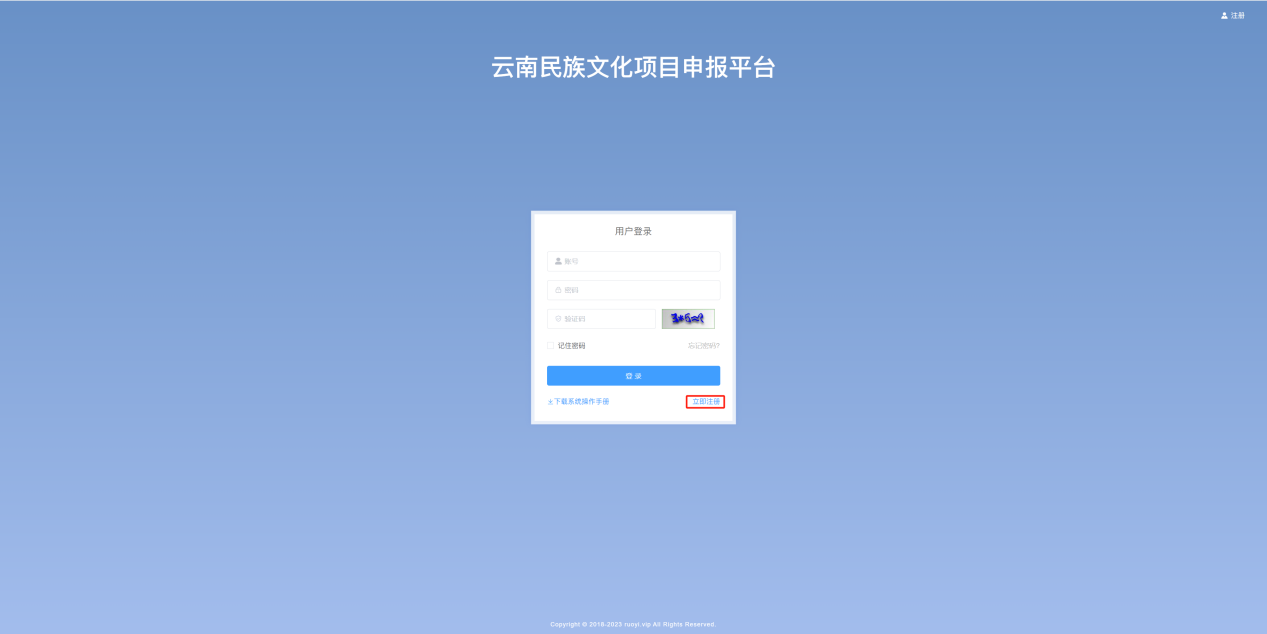 注册
云南民族文化项目申报平台
用户登录
账号
密码
验证码
记住密码 忘记密码?
登 录
下载系统操作手册 立即注册
Copyright © 2018-2023 ruoyi.vip All Rights Reserved.